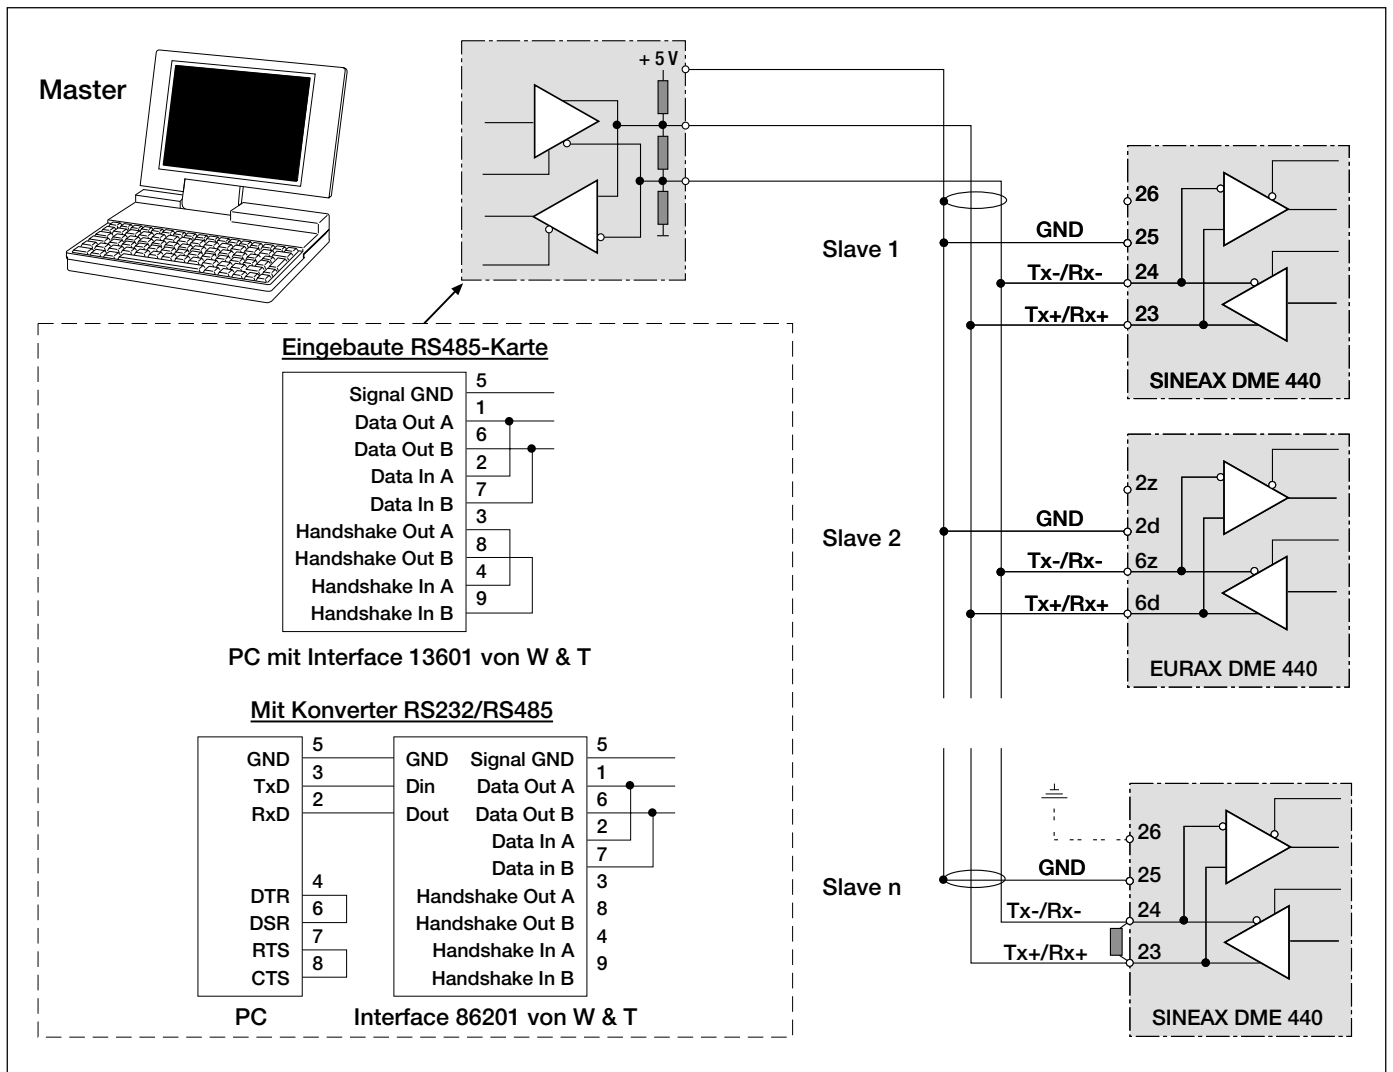 Master
+ 5 V
Slave 1
26
GND
25
Tx-/Rx-
24
Tx+/Rx+
23
SINEAX DME 440
Slave 2
2z
GND
2d
Tx-/Rx-
6z
Tx+/Rx+
6d
EURAX DME 440
Slave n
26
GND
25
Tx-/Rx-
24
Tx+/Rx+
23
SINEAX DME 440
Eingebaute RS485-Karte
Signal GND 5
Data Out A 1
Data Out B 6
Data In A 2
Data In B 7
Handshake Out A 3
Handshake Out B 8
Handshake In A 4
Handshake In B 9
PC mit Interface 13601 von W & T
Mit Konverter RS232/RS485
GND 5 GND Signal GND 5
TxD 3 Din Data Out A 1
RxD 2 Dout Data Out B 6
Data In A 2
Data in B 7
DTR 4 Handshake Out A 3
DSR 6 Handshake Out B 8
RTS 7 Handshake In A 4
CTS 8 Handshake In B 9
PC Interface 86201 von W & T